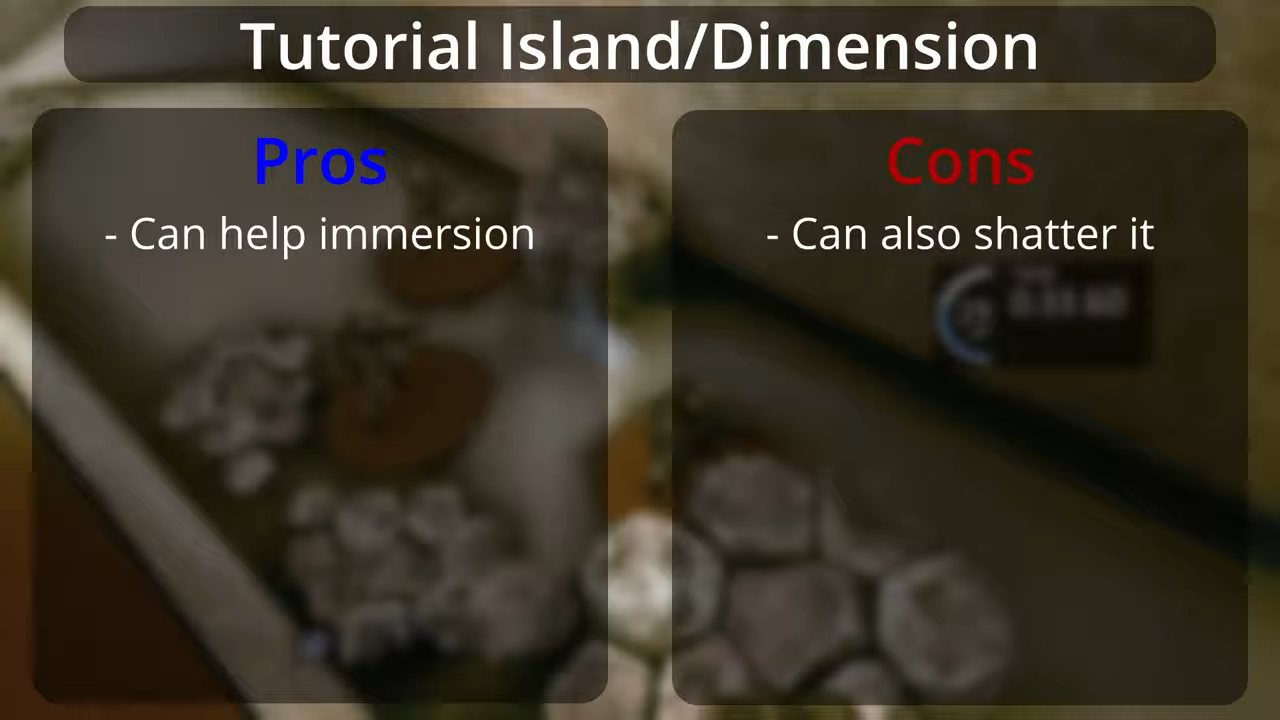 Tutorial Island/Dimension
Pros
- Can help immersion
Cons
- Can also shatter it